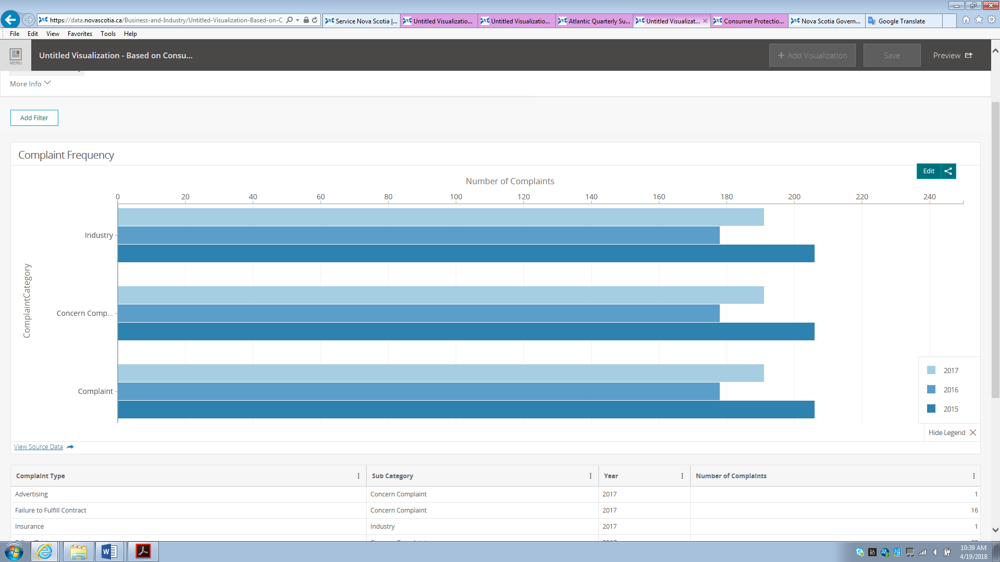 https://data.novascotia.ca/Business-and-Industry/Untitled-Visualization-Based-on-C
Service Nova Scotia |...
Untitled Visualizatio...
Untitled Visualizatio...
Atlantic Quarterly Su...
Untitled Visualizat...
Consumer Protectio...
Nova Scotia Govern...
Google Translate
File Edit View Favorites Tools Help
MENU
Untitled Visualization - Based on Consu...
+ Add Visualization
Save
Preview
More Info
Add Filter
Complaint Frequency
Edit
Number of Complaints
0 20 40 60 80 100 120 140 160 180 200 220 240
ComplaintCategory
Industry
Concern Comp...
Complaint
2017
2016
2015
Hide Legend
View Source Data
Complaint Type Sub Category Year Number of Complaints
Advertising Concern Complaint 2017 1
Failure to Fulfill Contract Concern Complaint 2017 16
Insurance Industry 2017 1
10:39 AM
4/19/2018